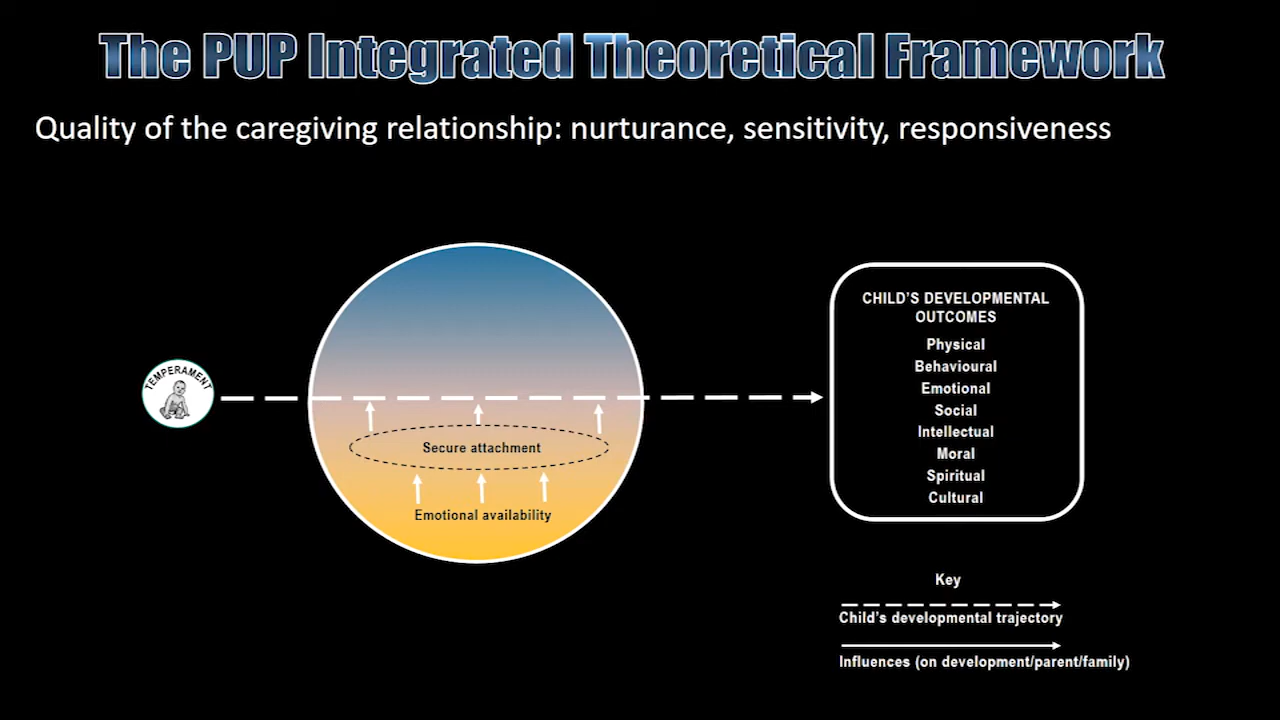 The PUP Integrated Theoretical Framework
Quality of the caregiving relationship: nurturance, sensitivity, responsiveness
TEMPERAMENT
Secure attachment
Emotional availability
CHILD'S DEVELOPMENTAL
OUTCOMES
Physical
Behavioural
Emotional
Social
Intellectual
Moral
Spiritual
Cultural
Key
Child's developmental trajectory
Influences (on development/parent/family)